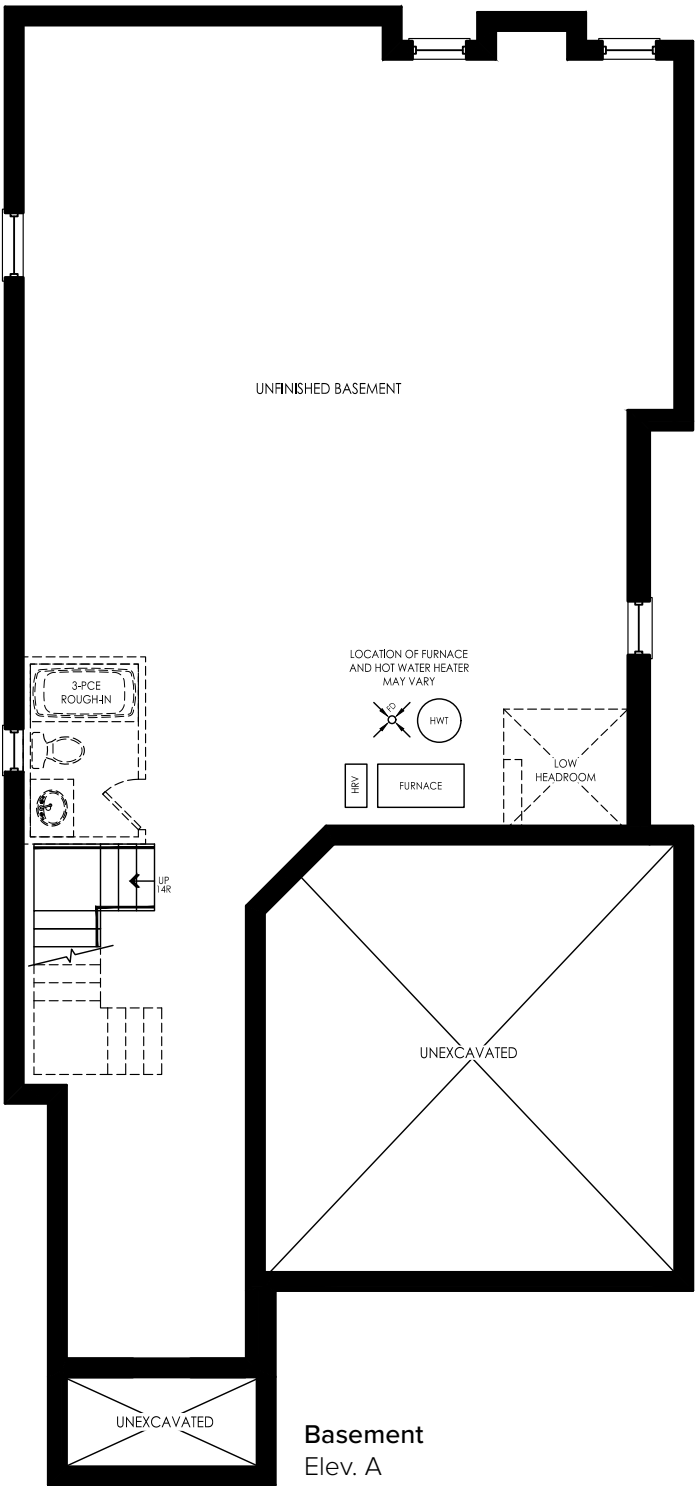 UNFINISHED BASEMENT
LOCATION OF FURNACE
AND HOT WATER HEATER
MAY VARY
3-PCE
ROUGH-IN
FD
HWT
LOW
HEADROOM
HRV
FURNACE
UP
14R
UNEXCAVATED
UNEXCAVATED
Basement
Elev. A